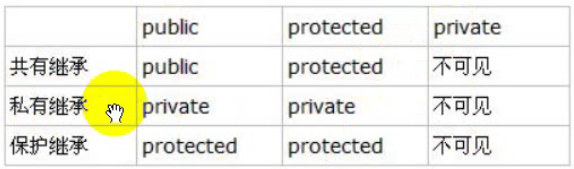 public protected private
共有继承 public protected 不可见
私有继承 private private 不可见
保护继承 protected protected 不可见